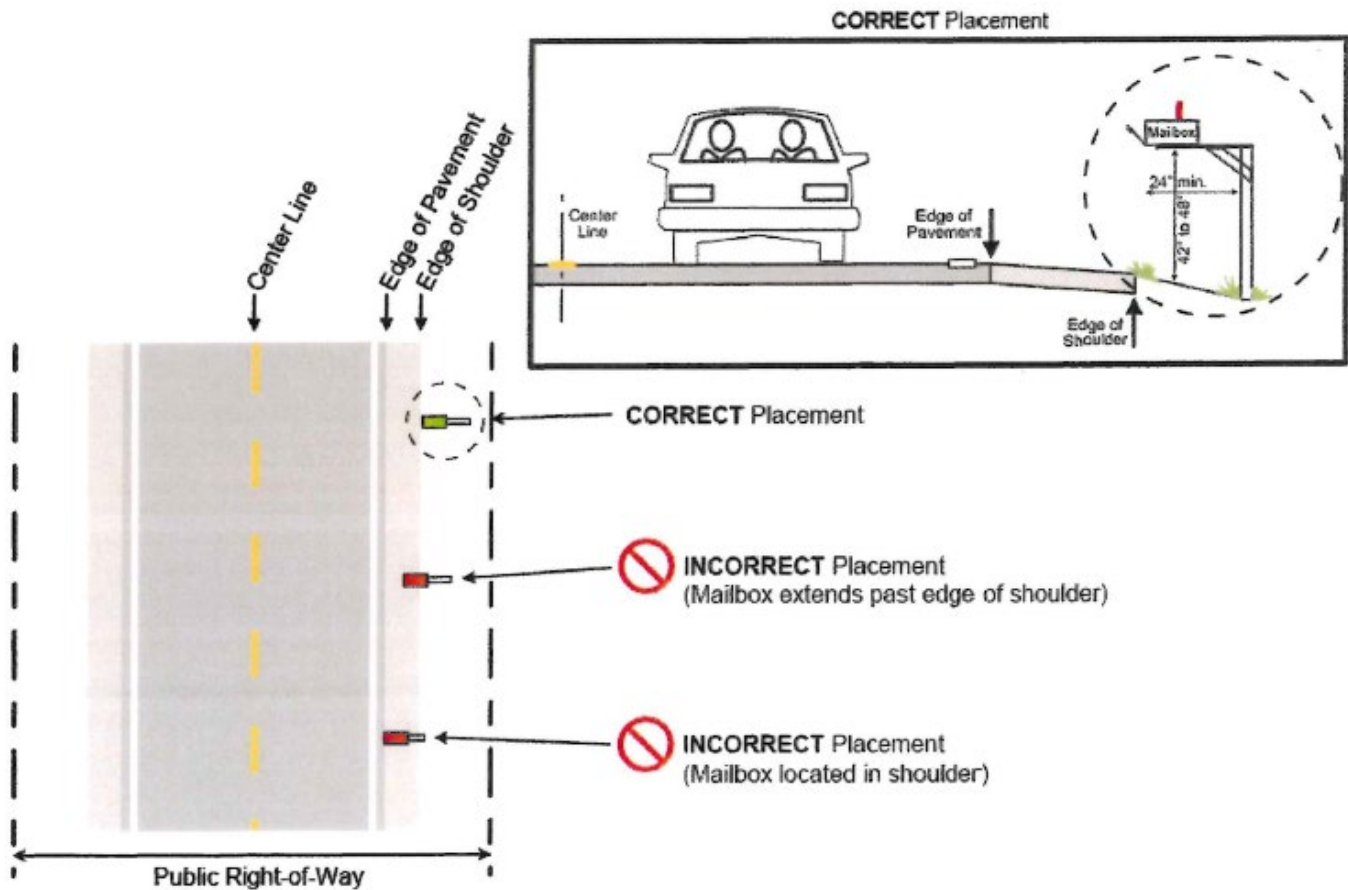 CORRECT Placement
Mailbox
24" min.
42" to 48"
Center
Line
Edge of
Pavement
Edge of
Shoulder
Center Line
Edge of Pavement
Edge of Shoulder
CORRECT Placement
INCORRECT Placement
(Mailbox extends past edge of shoulder)
INCORRECT Placement
(Mailbox located in shoulder)
Public Right-of-Way